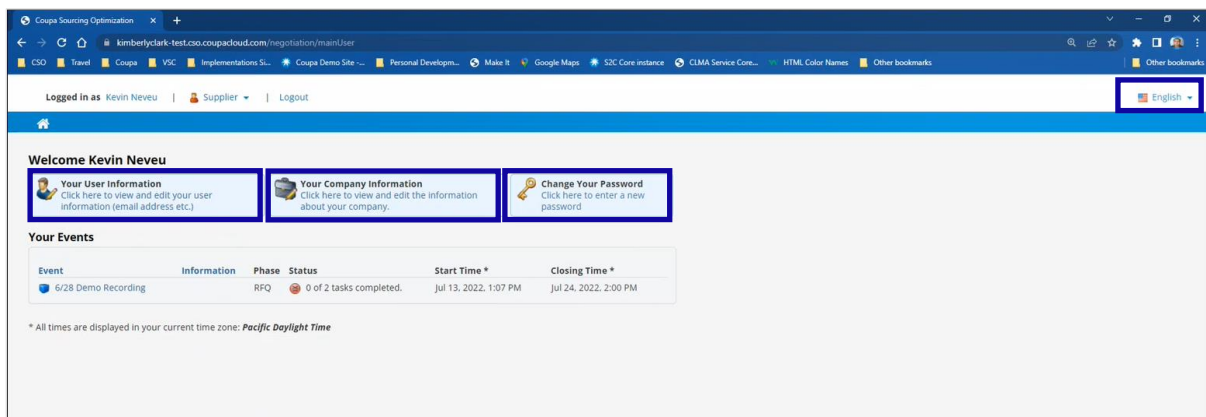 Coupa Sourcing Optimization
kimberlyclark-test.cso.coupacloud.com/negotiation/mainUser
CSO Travel Coupa VSC Implementations Si... Coupa Demo Site -... Personal Developm... Make It Google Maps S2C Core instance CLMA Service Core... HTML Color Names Other bookmarks Other bookmarks
Logged in as Kevin Neveu | Supplier | Logout English
Welcome Kevin Neveu
Your User Information Your Company Information Change Your Password
Click here to view and edit your user Click here to view and edit the information Click here to enter a new
information (email address etc.) about your company. password
Your Events
Event Information Phase Status Start Time * Closing Time *
6/28 Demo Recording RFQ 0 of 2 tasks completed. Jul 13, 2022, 1:07 PM Jul 24, 2022, 2:00 PM
* All times are displayed in your current time zone: Pacific Daylight Time